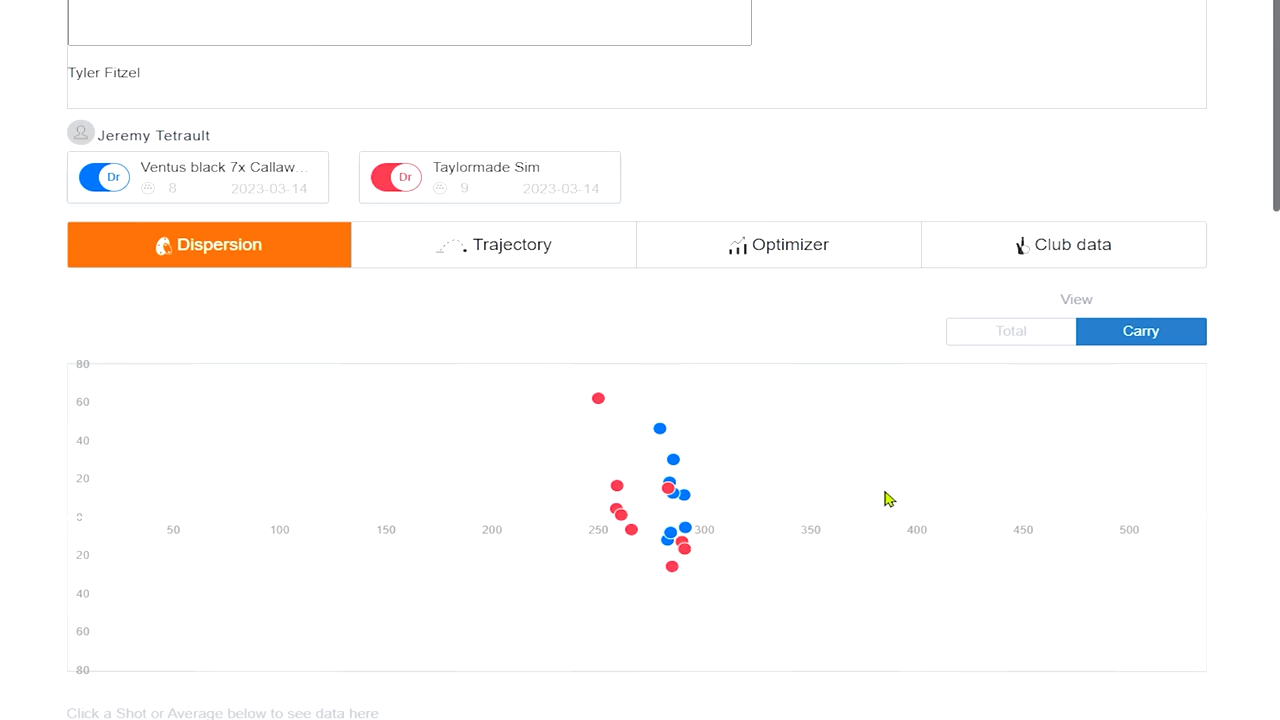 Tyler Fitzel
Jeremy Tetrault
Dr Ventus black 7x Callaw...
8 2023-03-14
Dr Taylormade Sim
9 2023-03-14
Dispersion Trajectory Optimizer Club data
View
Total Carry
80
60
40
20
0
50 100 150 200 250 300 350 400 450 500
20
40
60
80
Click a Shot or Average below to see data here